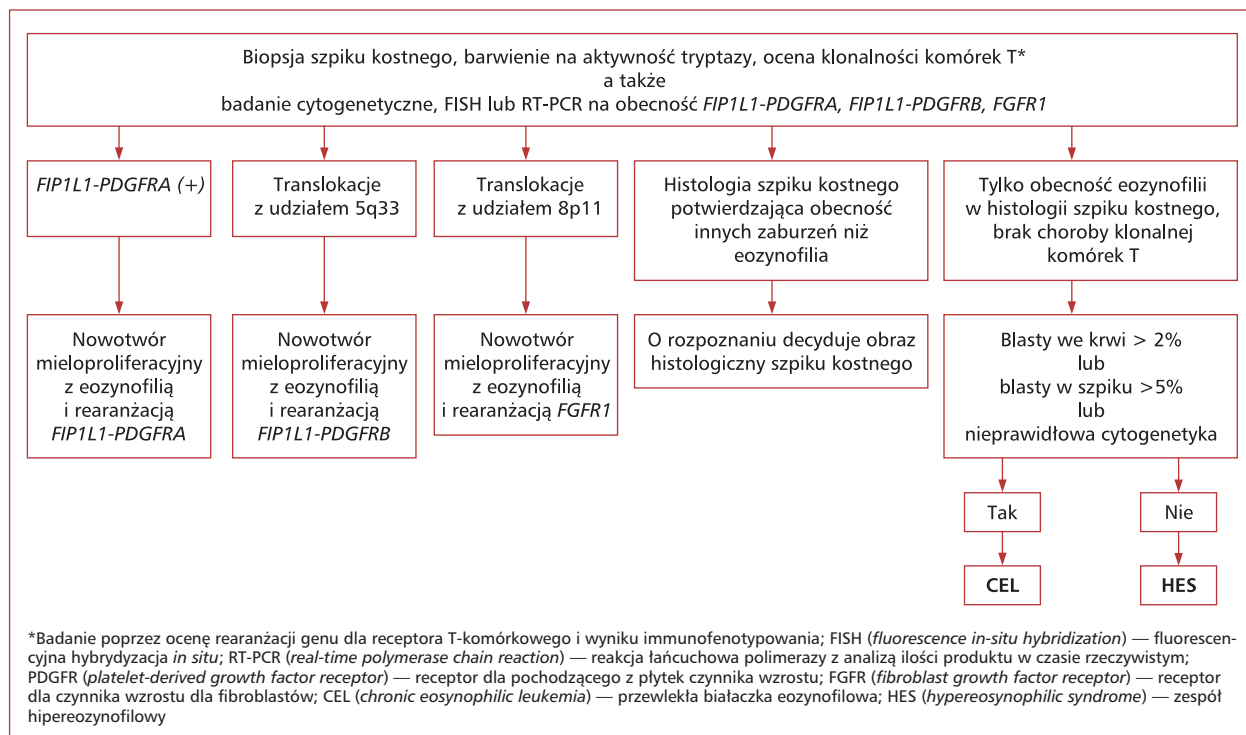 Biopsja szpiku kostnego, barwienie na aktywność tryptazy, ocena klonalności komórek T*
a także
badanie cytogenetyczne, FISH lub RT-PCR na obecność FIP1L1-PDGFRA, FIP1L1-PDGFRB, FGFR1
FIP1L1-PDGFRA (+)
Translokacje
z udziałem 5q33
Translokacje
z udziałem 8p11
Histologia szpiku kostnego
potwierdzająca obecność
innych zaburzeń niż
eozynofilia
Tylko obecność eozynofilii
w histologii szpiku kostnego,
brak choroby klonalnej
komórek T
Nowotwór
mieloproliferacyjny
z eozynofilią
i rearanżacją
FIP1L1-PDGFRA
Nowotwór
mieloproliferacyjny
z eozynofilią
i rearanżacją
FIP1L1-PDGFRB
Nowotwór
mieloproliferacyjny
z eozynofilią
i rearanżacją FGFR1
O rozpoznaniu decyduje obraz
histologiczny szpiku kostnego
Blasty we krwi > 2%
lub
blasty w szpiku >5%
lub
nieprawidłowa cytogenetyka
Tak
Nie
CEL
HES
*Badanie poprzez ocenę rearanżacji genu dla receptora T-komórkowego i wyniku immunofenotypowania; FISH (fluorescence in-situ hybridization) — fluorescen-
cyjna hybrydyzacja in situ; RT-PCR (real-time polymerase chain reaction) — reakcja łańcuchowa polimerazy z analizą ilości produktu w czasie rzeczywistym;
PDGFR (platelet-derived growth factor receptor) — receptor dla pochodzącego z płytek czynnika wzrostu; FGFR (fibroblast growth factor receptor) — receptor
dla czynnika wzrostu dla fibroblastów; CEL (chronic eosynophilic leukemia) — przewlekła białaczka eozynofilowa; HES (hypereosynophilic syndrome) — zespół
hipereozynofilowy